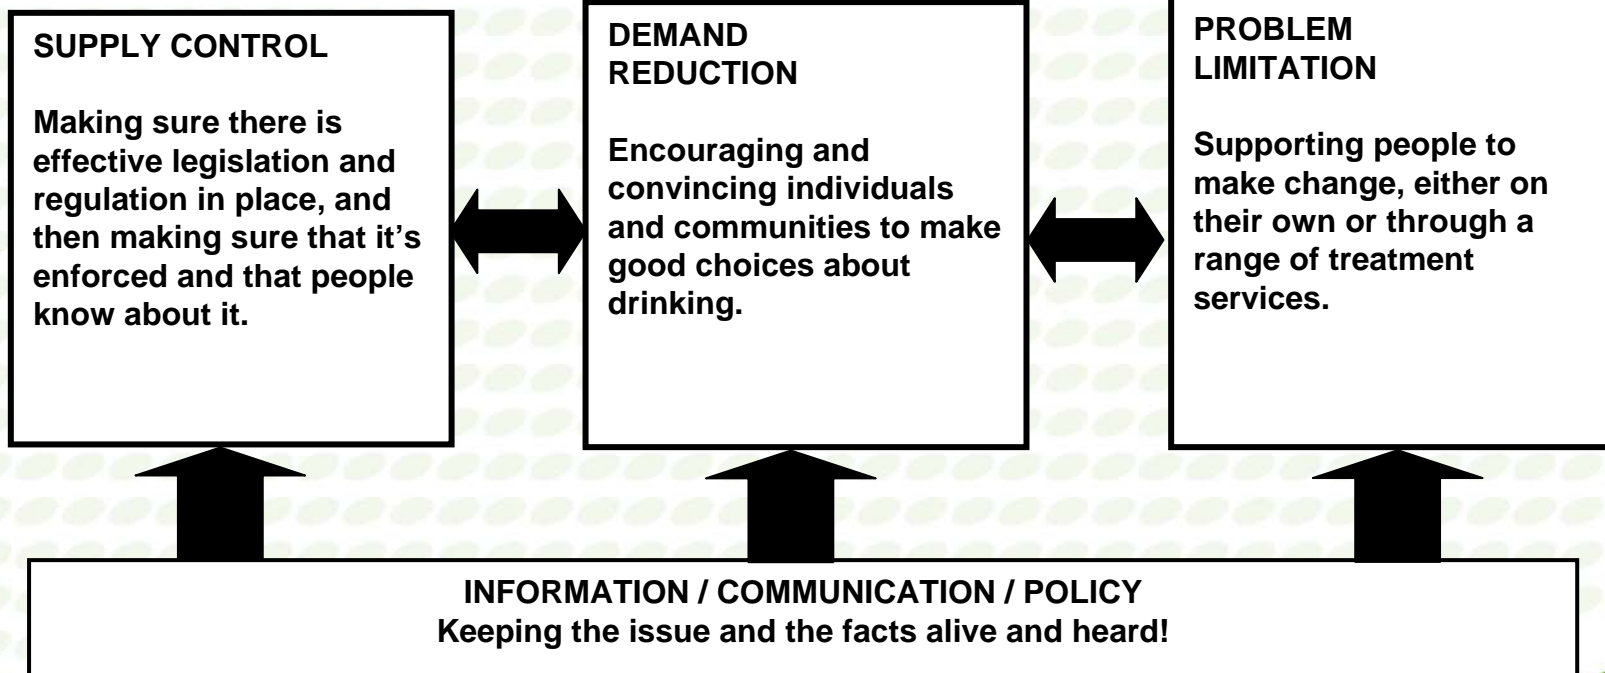 SUPPLY CONTROL
Making sure there is
effective legislation and
regulation in place, and
then making sure that it's
enforced and that people
know about it.
DEMAND
REDUCTION
Encouraging and
convincing individuals
and communities to make
good choices about
drinking.
PROBLEM
LIMITATION
Supporting people to
make change, either on
their own or through a
range of treatment
services.
INFORMATION / COMMUNICATION / POLICY
Keeping the issue and the facts alive and heard!